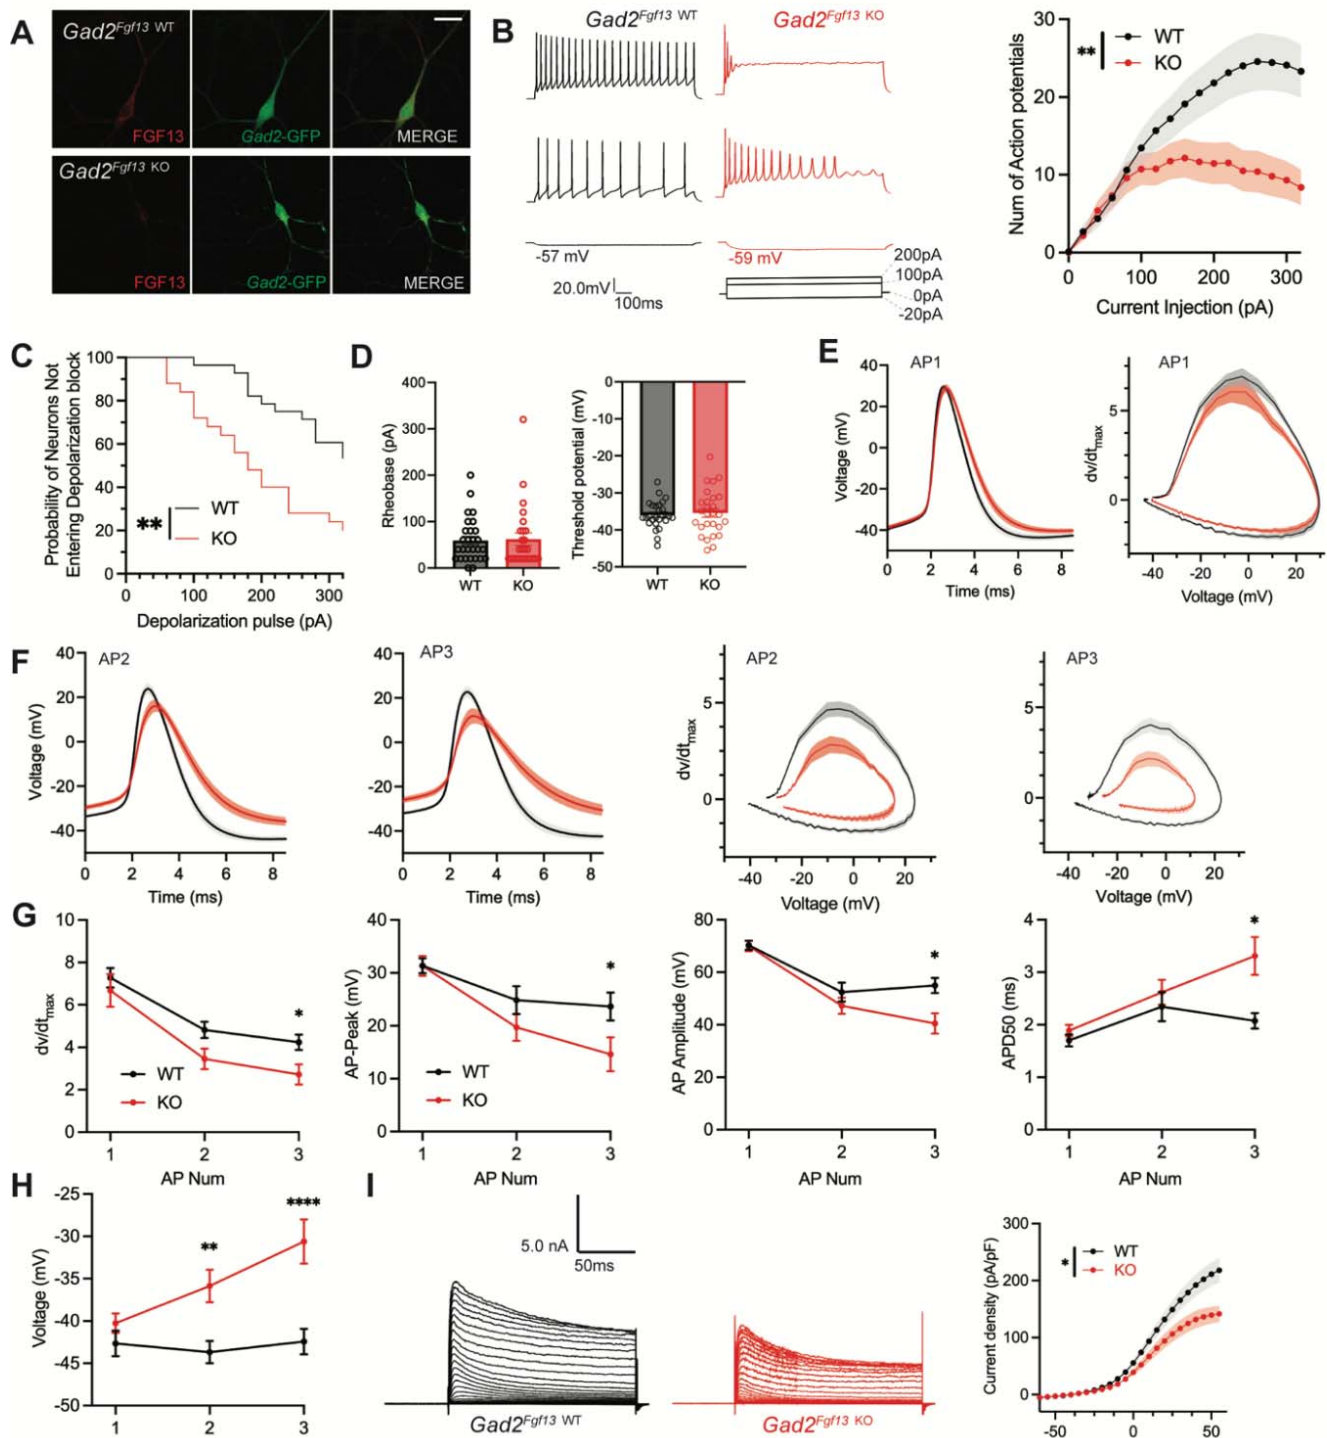 A
Gad2Fgf13 WT
FGF13
Gad2-GFP
MERGE
Gad2Fgf13 KO
FGF13
Gad2-GFP
MERGE
B
Gad2Fgf13 WT
Gad2Fgf13 KO
-57 mV
-59 mV
20.0mV
100ms
200pA
100pA
0pA
-20pA
30
20
10
0
Num of Action potentials
** WT
KO
0 100 200 300
Current Injection (pA)
C
Probability of Neurons Not
Entering Depolarization block
100
80
60
40
20
0
WT
** KO
0 100 200 300
Depolarization pulse (pA)
D
Rheobase (pA)
400
300
200
100
0
WT KO
Threshold potential (mV)
0
-10
-20
-30
-40
-50
WT KO
E
AP1
Voltage (mV)
40
20
0
-20
-40
0 2 4 6 8
Time (ms)
AP1
dv/dtmax
5
0
-40 -20 0 20
Voltage (mV)
F
AP2
Voltage (mV)
40
20
0
-20
-40
0 2 4 6 8
Time (ms)
AP3
40
20
0
-20
-40
0 2 4 6 8
Time (ms)
AP2
dv/dtmax
5
0
-40 -20 0 20
Voltage (mV)
AP3
5
0
-40 -20 0 20
Voltage (mV)
G
dv/dtmax
10
8
6
4
2
0
*
WT
KO
1 2 3
AP Num
AP-Peak (mV)
40
30
20
10
0
*
WT
KO
1 2 3
AP Num
AP Amplitude (mV)
80
60
40
20
0
*
1 2 3
AP Num
APD50 (ms)
4
3
2
1
0
*
1 2 3
AP Num
H
Voltage (mV)
-25
-30
-35
-40
-45
-50
**
****
1 2 3
I
5.0 nA
50ms
Gad2Fgf13 WT
Gad2Fgf13 KO
Current density (pA/pF)
300
200
100
0
* WT
KO
-50 0 50